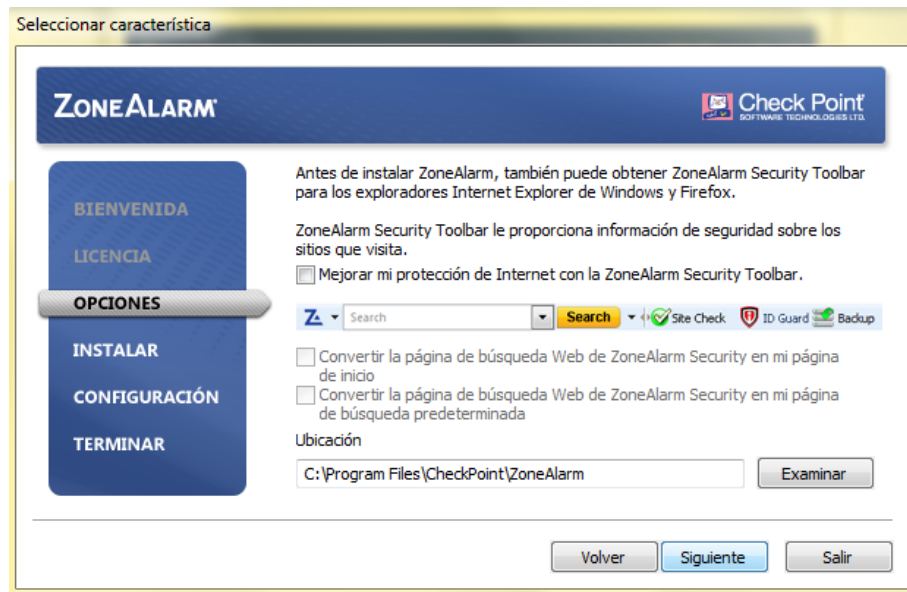 Seleccionar característica
ZONEALARM
Check Point
SOFTWARE TECHNOLOGIES LTD.
BIENVENIDA
LICENCIA
OPCIONES
INSTALAR
CONFIGURACIÓN
TERMINAR
Antes de instalar ZoneAlarm, también puede obtener ZoneAlarm Security Toolbar
para los exploradores Internet Explorer de Windows y Firefox.
ZoneAlarm Security Toolbar le proporciona información de seguridad sobre los
sitios que visita.
Mejorar mi protección de Internet con la ZoneAlarm Security Toolbar.
Search Search Site Check ID Guard Backup
Convertir la página de búsqueda Web de ZoneAlarm Security en mi página
de inicio
Convertir la página de búsqueda Web de ZoneAlarm Security en mi página
de búsqueda predeterminada
Ubicación
C:\Program Files\CheckPoint\ZoneAlarm Examinar
Volver Siguiente Salir